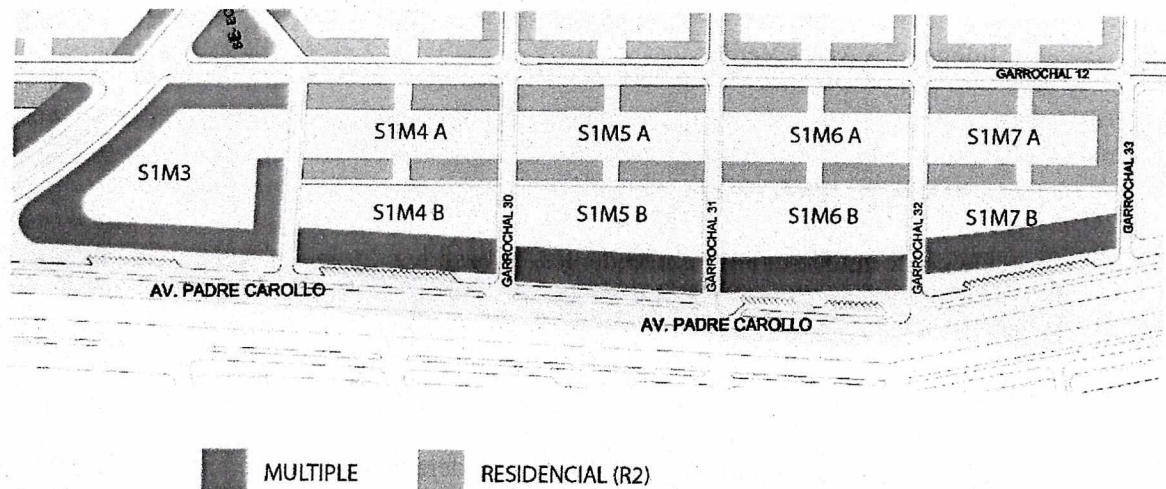 GARROCHAL 12
S1M3
S1M4 A
S1M5 A
S1M6 A
S1M7 A
S1M4 B
S1M5 B
S1M6 B
S1M7 B
GARROCHAL 30
GARROCHAL 31
GARROCHAL 32
GARROCHAL 33
AV. PADRE CAROLLO
AV. PADRE CAROLLO
MULTIPLE
RESIDENCIAL (R2)